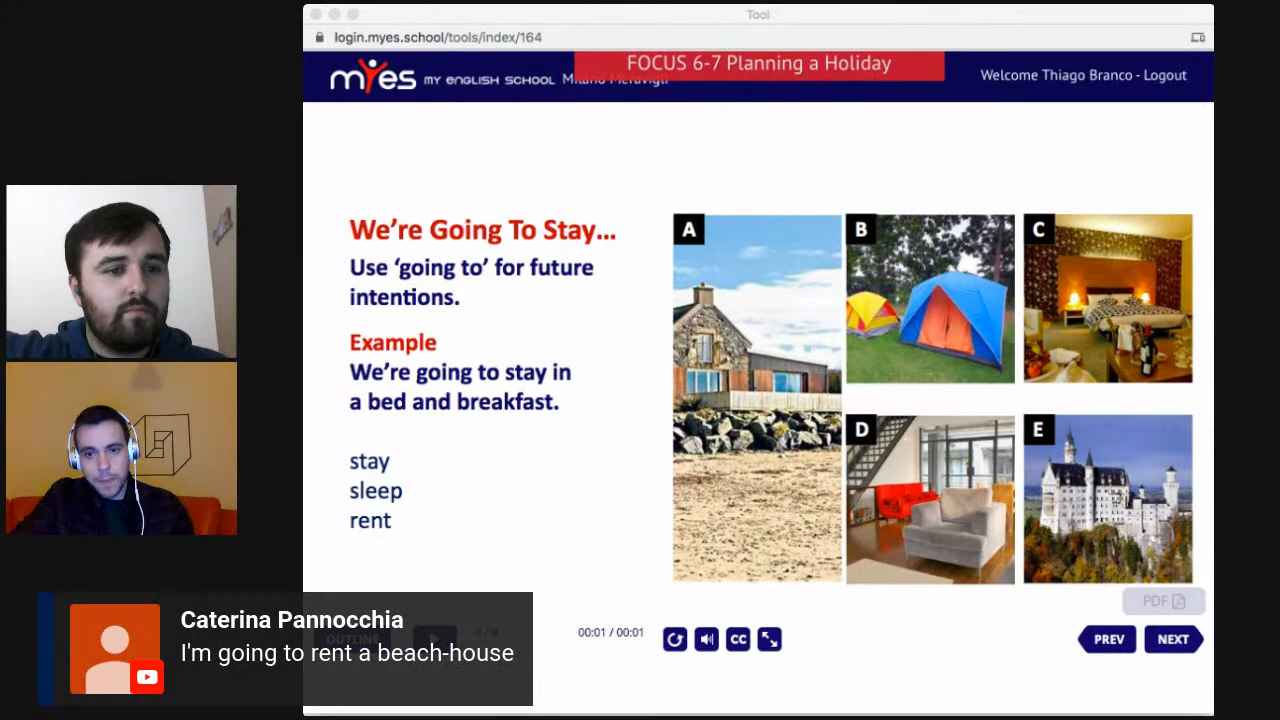 Tool
login.myes.school/tools/index/164
FOCUS 6-7 Planning a Holiday
myes MY ENGLISH SCHOOL Milano Meravigli
Welcome Thiago Branco - Logout
We're Going To Stay...
Use 'going to' for future
intentions.
Example
We're going to stay in
a bed and breakfast.
stay
sleep
rent
A
B
C
D
E
PDF
OUTLINE
00:01 / 00:01
CC
PREV
NEXT
Caterina Pannocchia
I'm going to rent a beach-house